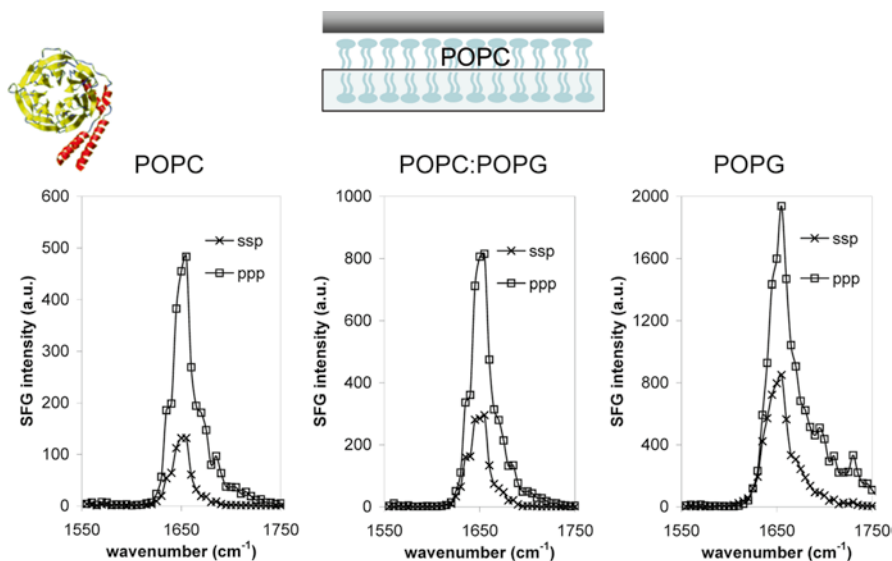 POPC
POPC
POPC:POPG
POPG
600
500
400
300
200
100
0
SFG intensity (a.u.)
ssp
ppp
1550
1650
1750
wavenumber (cm⁻¹)
1000
800
600
400
200
0
SFG intensity (a.u.)
ssp
ppp
1550
1650
1750
wavenumber (cm⁻¹)
2000
1600
1200
800
400
0
SFG intensity (a.u.)
ssp
ppp
1550
1650
1750
wavenumber (cm⁻¹)